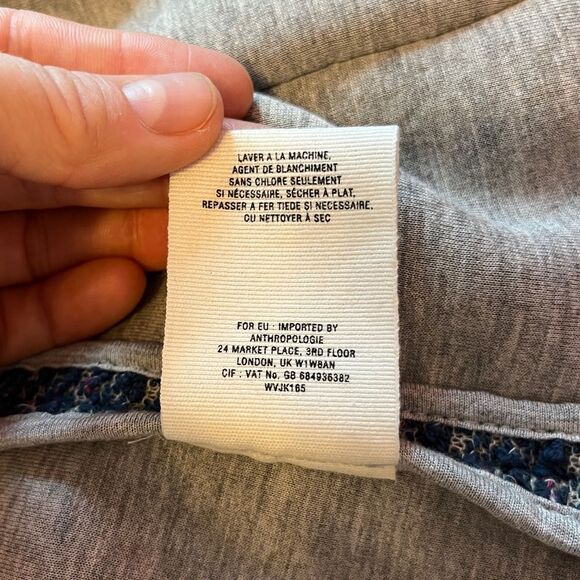 LAVER A LA MACHINE,
AGENT DE BLANCHIMENT
SANS CHLORE SEULEMENT
SI NÉCESSAIRE, SÉCHER À PLAT,
REPASSER A FER TIEDE SI NÉCESSAIRE,
OU NETTOYER À SEC
FOR EU : IMPORTED BY
ANTHROPOLOGIE
24 MARKET PLACE, 3RD FLOOR
LONDON, UK W1W8AN
CIF : VAT No. GB 684936382
WVJK165